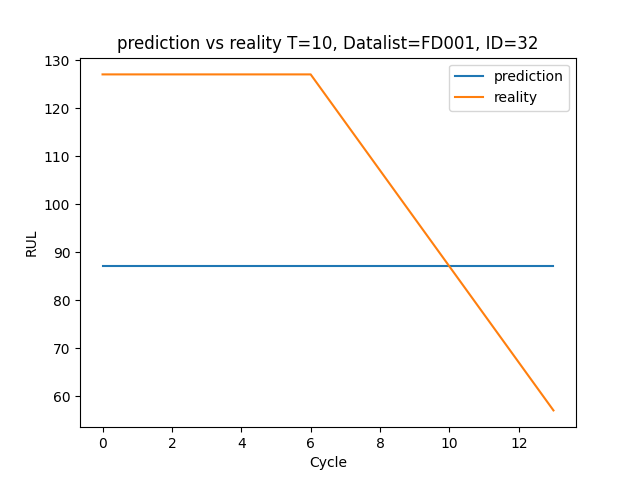 prediction vs reality T=10, Datalist=FD001, ID=32
130
120
110
100
90
80
70
60
RUL
prediction
reality
0 2 4 6 8 10 12
Cycle